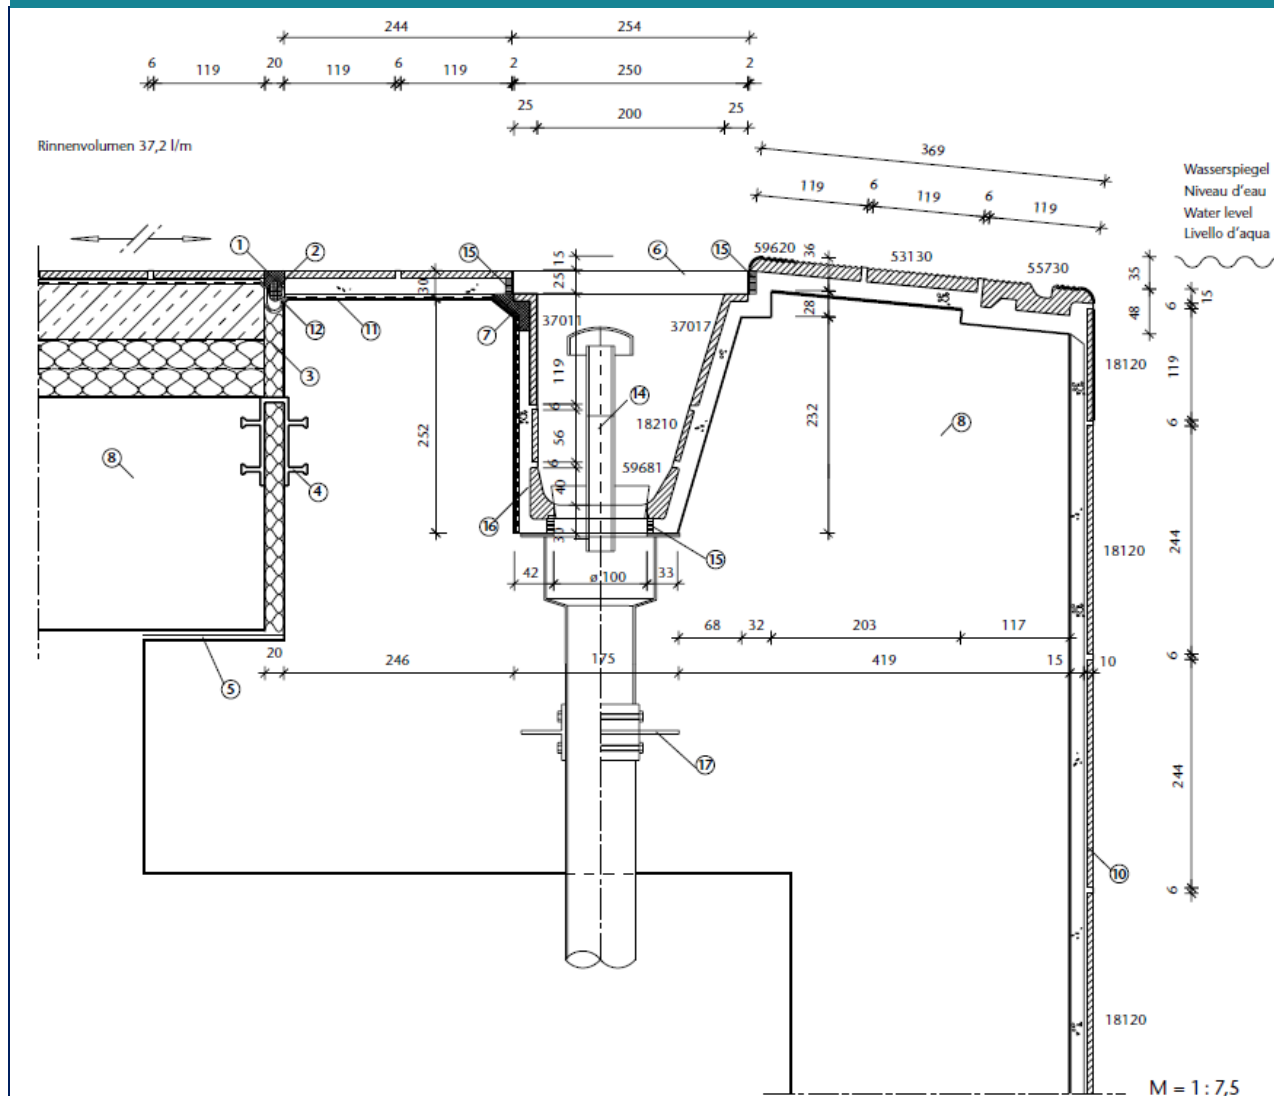 244 254
6 119 20 119 6 119 2 250 2
25 200 25
Rinnenvolumen 37,2 l/m
369
119 6 119 6 119
Wasserspiegel
Niveau d'eau
Water level
Livello d'aqua
1 2 15 15 6 15 59620 36 53130 55730 35
30 25 28 48 6 15
12 11 7 37011 37017
3 119 18120 119
14
6 18210 6
8 252 56 232 8
6 59681
4 40
16 30 15 18120 244
42 ø 100 33
68 32 203 117
20 246 175 419 15 10 6
5
17 244
10 6
18120
M = 1 : 7,5